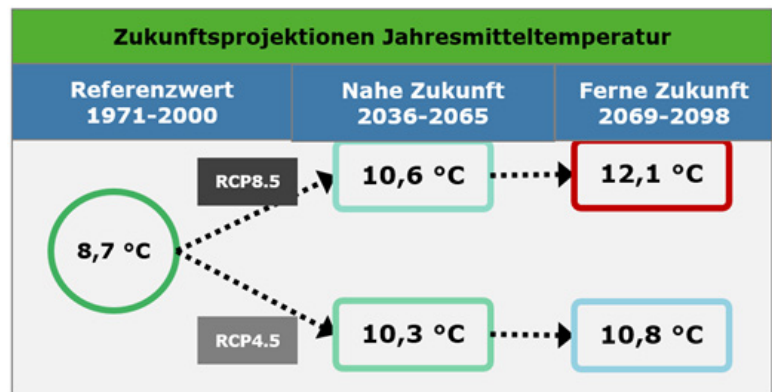 Zukunftsprojektionen Jahresmitteltemperatur
Referenzwert
1971-2000
Nahe Zukunft
2036-2065
Ferne Zukunft
2069-2098
RCP8.5
10,6 °C
12,1 °C
8,7 °C
RCP4.5
10,3 °C
10,8 °C